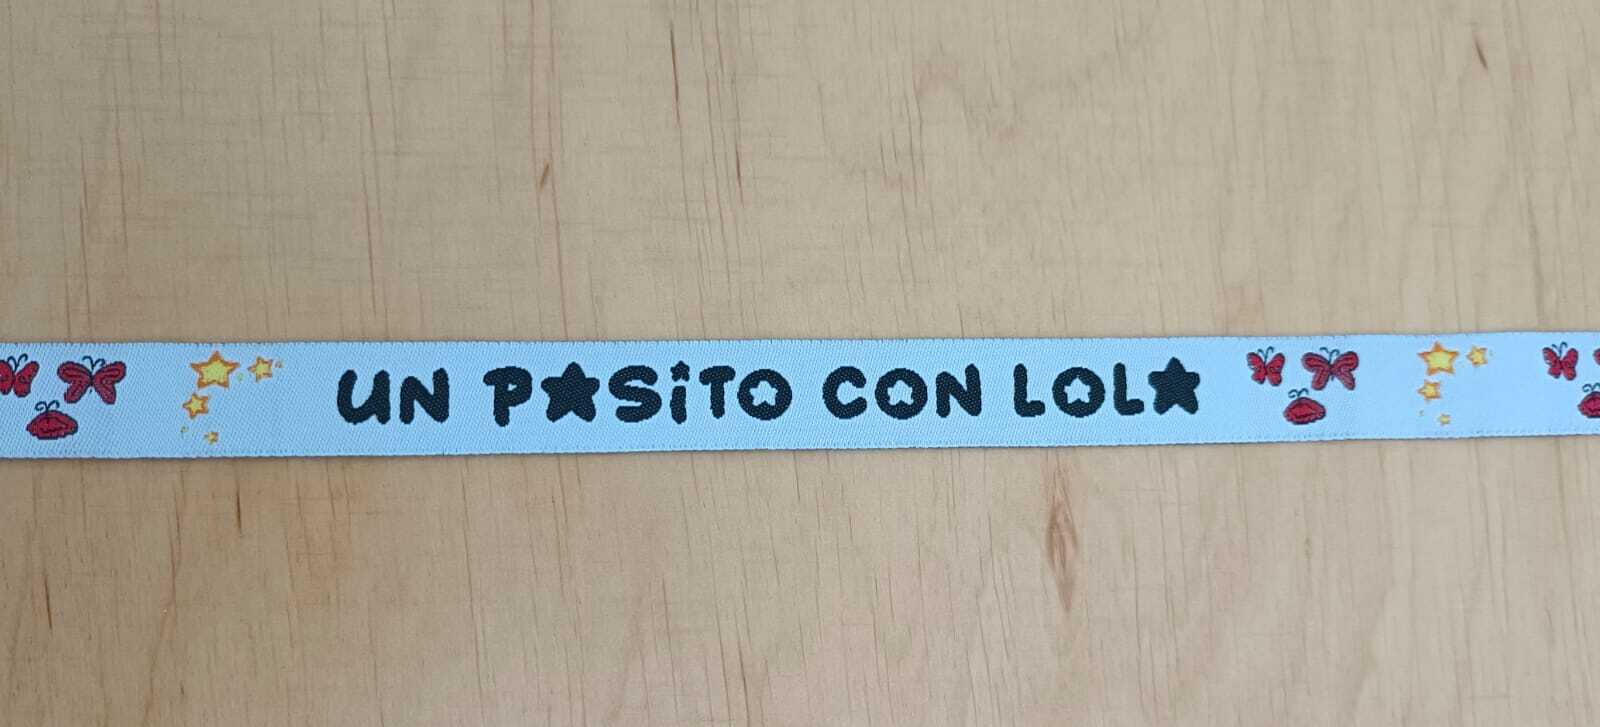 UN PASiTO CON LOLA